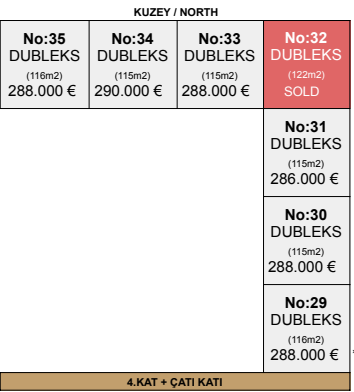 KUZEY / NORTH
No:35
DUBLEKS
(116m2)
288.000 €
No:34
DUBLEKS
(115m2)
290.000 €
No:33
DUBLEKS
(115m2)
288.000 €
No:32
DUBLEKS
(122m2)
SOLD
No:31
DUBLEKS
(115m2)
286.000 €
No:30
DUBLEKS
(115m2)
288.000 €
No:29
DUBLEKS
(116m2)
288.000 €
4.KAT + ÇATI KATI